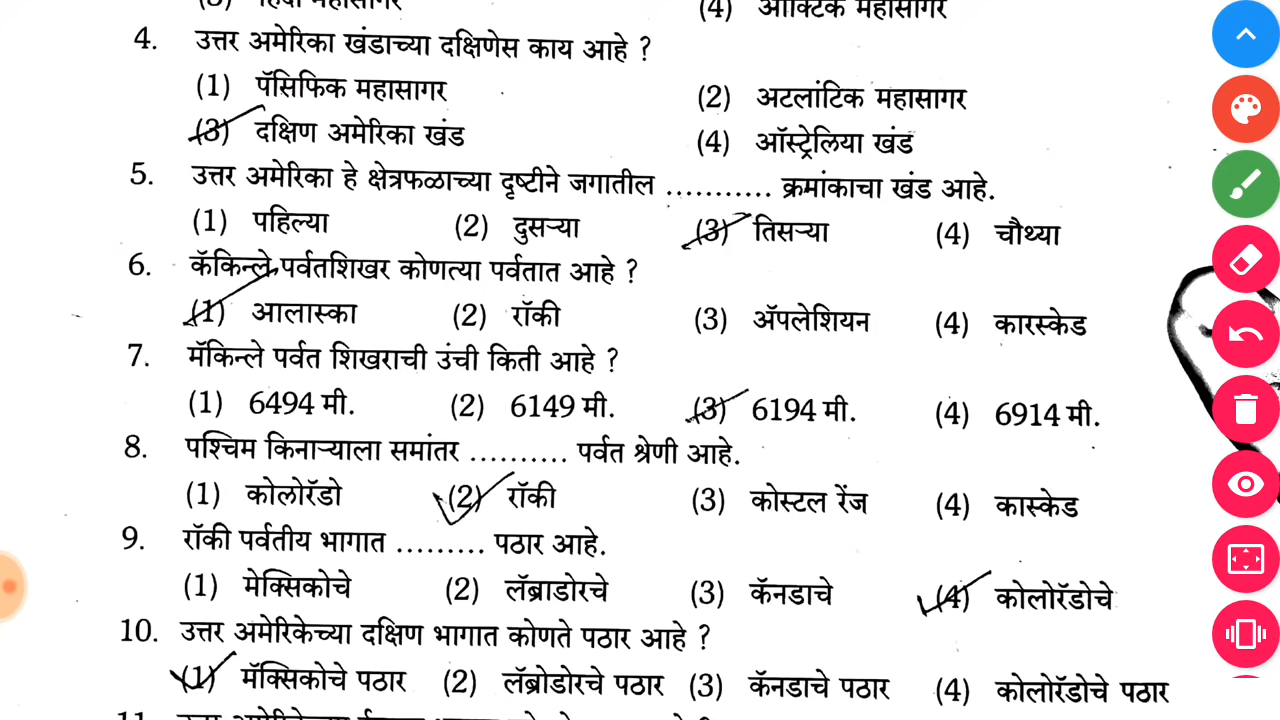 (3) हिंदी महासागर (4) आर्क्टिक महासागर
4. उत्तर अमेरिका खंडाच्या दक्षिणेस काय आहे ?
(1) पॅसिफिक महासागर (2) अटलांटिक महासागर
(3) दक्षिण अमेरिका खंड (4) ऑस्ट्रेलिया खंड
5. उत्तर अमेरिका हे क्षेत्रफळाच्या दृष्टीने जगातील ........... क्रमांकाचा खंड आहे.
(1) पहिल्या (2) दुसऱ्या (3) तिसऱ्या (4) चौथ्या
6. कॅकिन्ले पर्वतशिखर कोणत्या पर्वतात आहे ?
(1) आलास्का (2) रॉकी (3) ॲपलेशियन (4) कारस्केड
7. मॅकिन्ले पर्वत शिखराची उंची किती आहे ?
(1) 6494 मी. (2) 6149 मी. (3) 6194 मी. (4) 6914 मी.
8. पश्चिम किनाऱ्याला समांतर .......... पर्वत श्रेणी आहे.
(1) कोलोरॅडो (2) रॉकी (3) कोस्टल रेंज (4) कास्केड
9. रॉकी पर्वतीय भागात ......... पठार आहे.
(1) मेक्सिकोचे (2) लॅब्राडोरचे (3) कॅनडाचे (4) कोलोरॅडोचे
10. उत्तर अमेरिकेच्या दक्षिण भागात कोणते पठार आहे ?
(1) मॅक्सिकोचे पठार (2) लॅब्रोडोरचे पठार (3) कॅनडाचे पठार (4) कोलोरॅडोचे पठार